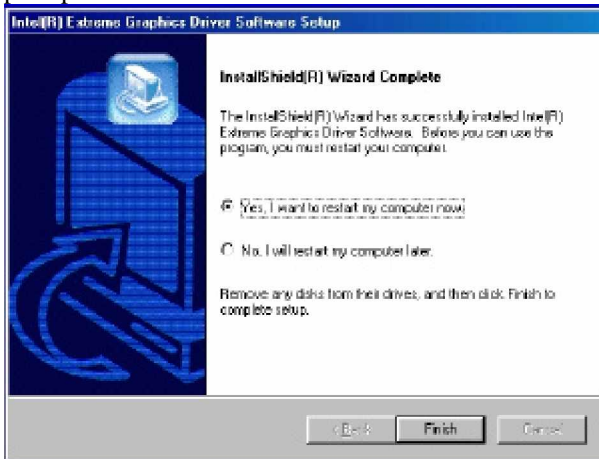 Intel(R) Extreme Graphics Driver Software Setup
InstallShield(R) Wizard Complete
The InstallShield(R) Wizard has successfully installed Intel(R)
Extreme Graphics Driver Software. Before you can use the
program, you must restart your computer.
Yes, I want to restart my computer now.
No, I will restart my computer later.
Remove any disks from their drives, and then click Finish to
complete setup.
< Back Finish Cancel